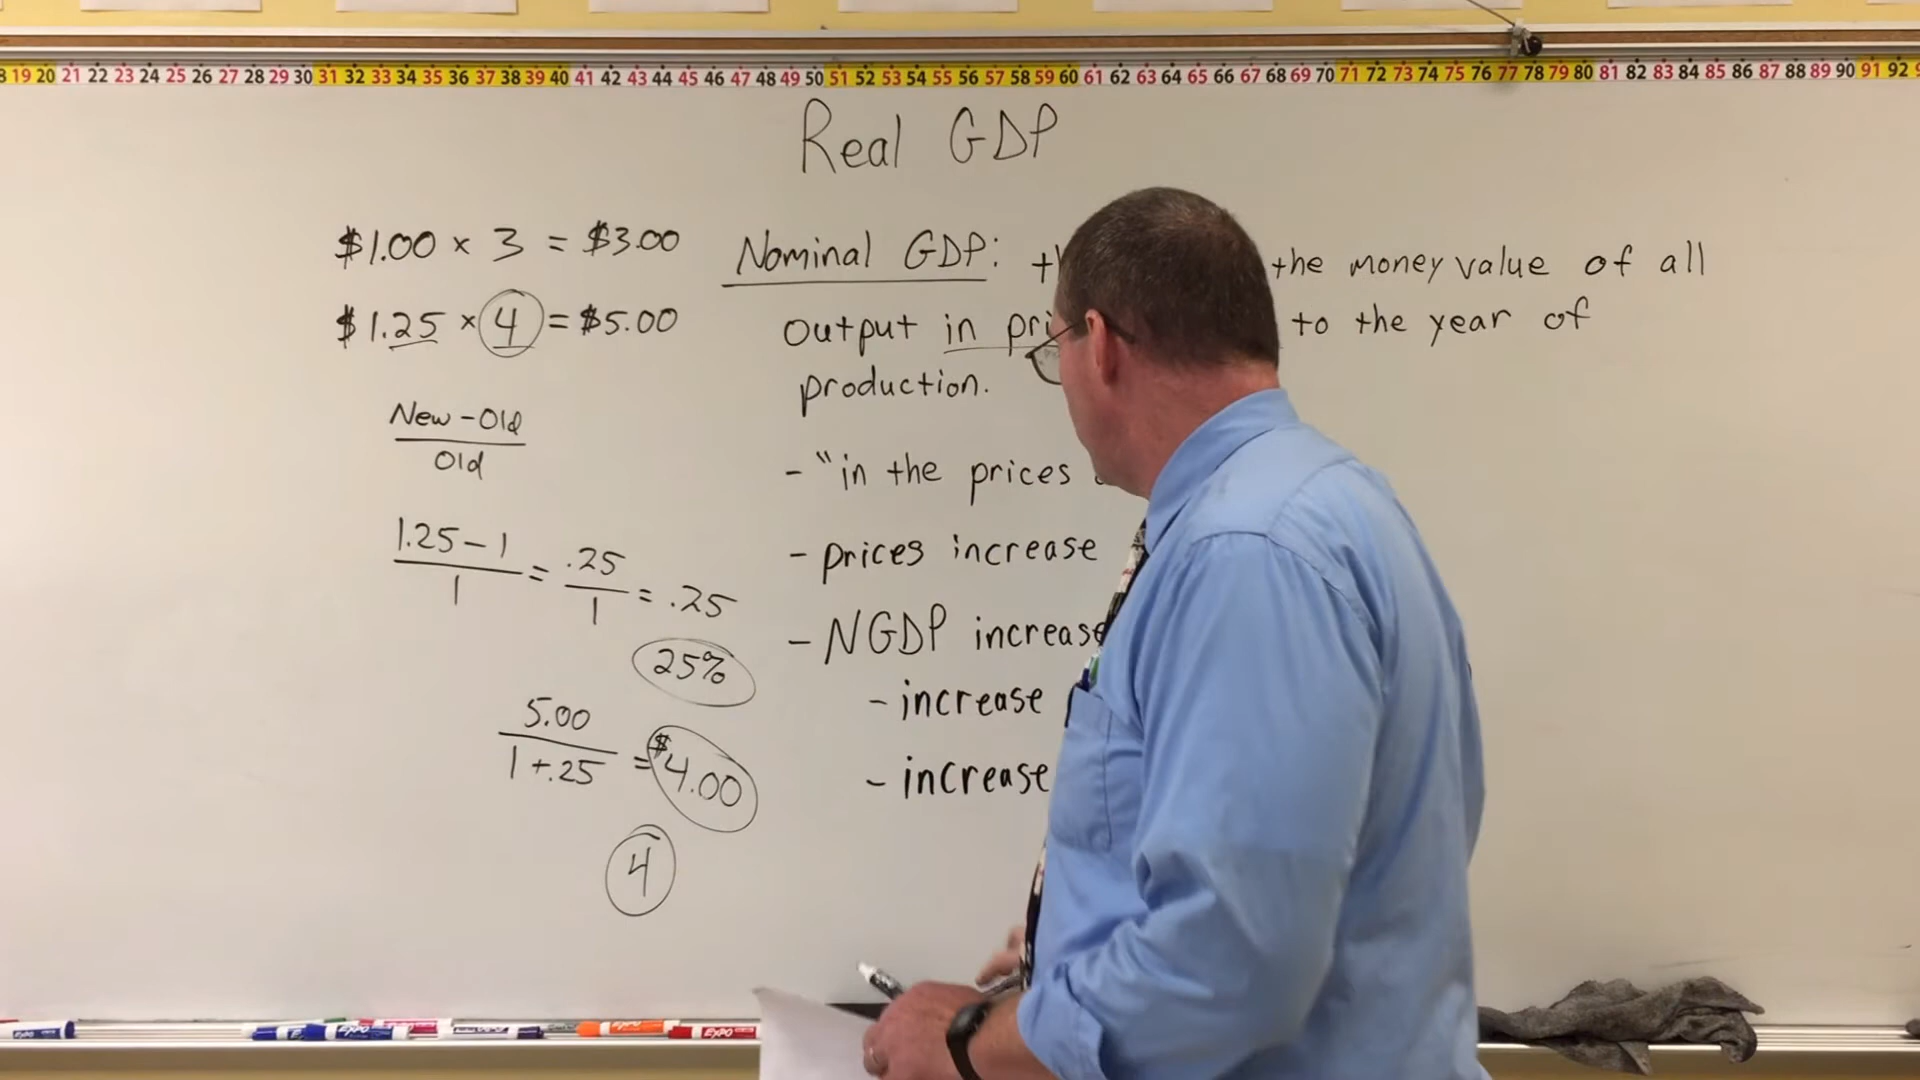 19 20 21 22 23 24 25 26 27 28 29 30 31 32 33 34 35 36 37 38 39 40 41 42 43 44 45 46 47 48 49 50 51 52 53 54 55 56 57 58 59 60 61 62 63 64 65 66 67 68 69 70 71 72 73 74 75 76 77 78 79 80 81 82 83 84 85 86 87 88 89 90 91 92
Real GDP
$1.00 × 3 = $3.00
$1.25 × 4 = $5.00
New - Old
Old
1.25 - 1
1
= .25
1
= .25
25%
5.00
1 + .25
= $4.00
4
Nominal GDP: the money value of all
output in to the year of
production.
- "in the prices
- prices increase
- NGDP increase
- increase
- increase
EXPO
EXPO